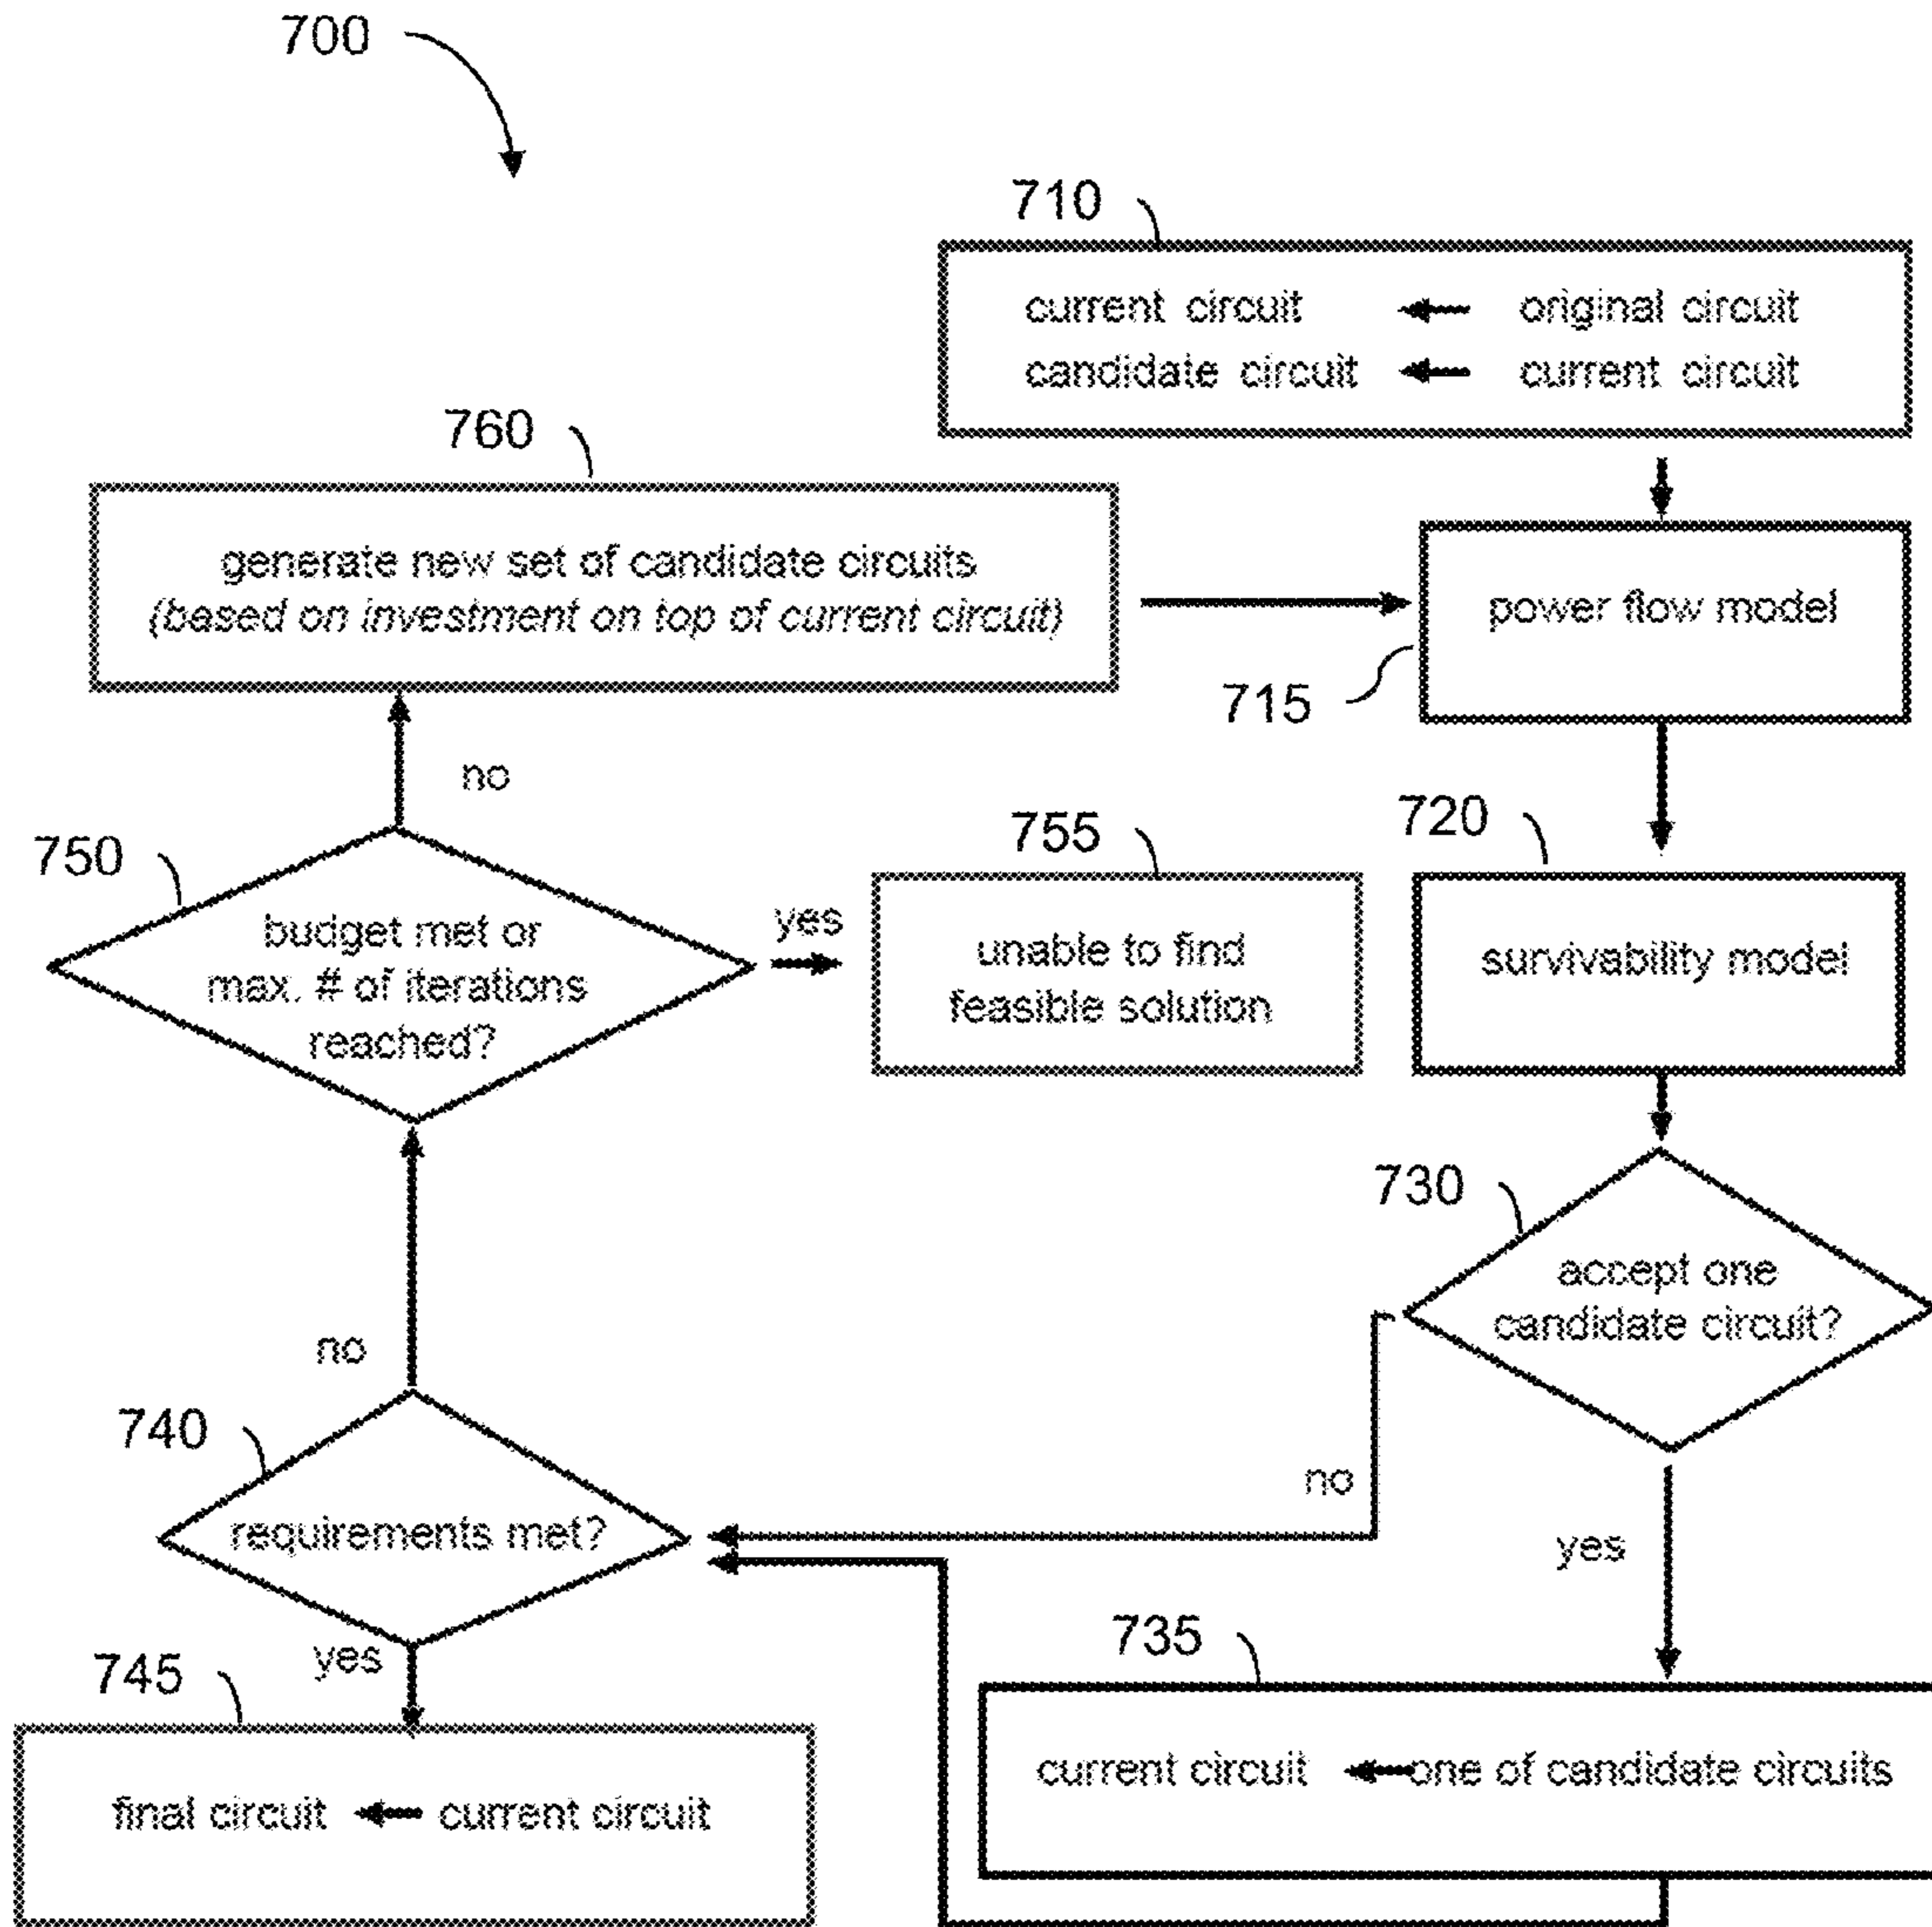 700
710
current circuit ← original circuit
candidate circuit ← current circuit
760
generate new set of candidate circuits
(based on investment on top of current circuit)
power flow model
715
no
750
budget met or
max. # of iterations
reached?
yes
755
unable to find
feasible solution
720
survivability model
730
accept one
candidate circuit?
no
no
yes
740
requirements met?
yes
735
current circuit ← one of candidate circuits
745
final circuit ← current circuit